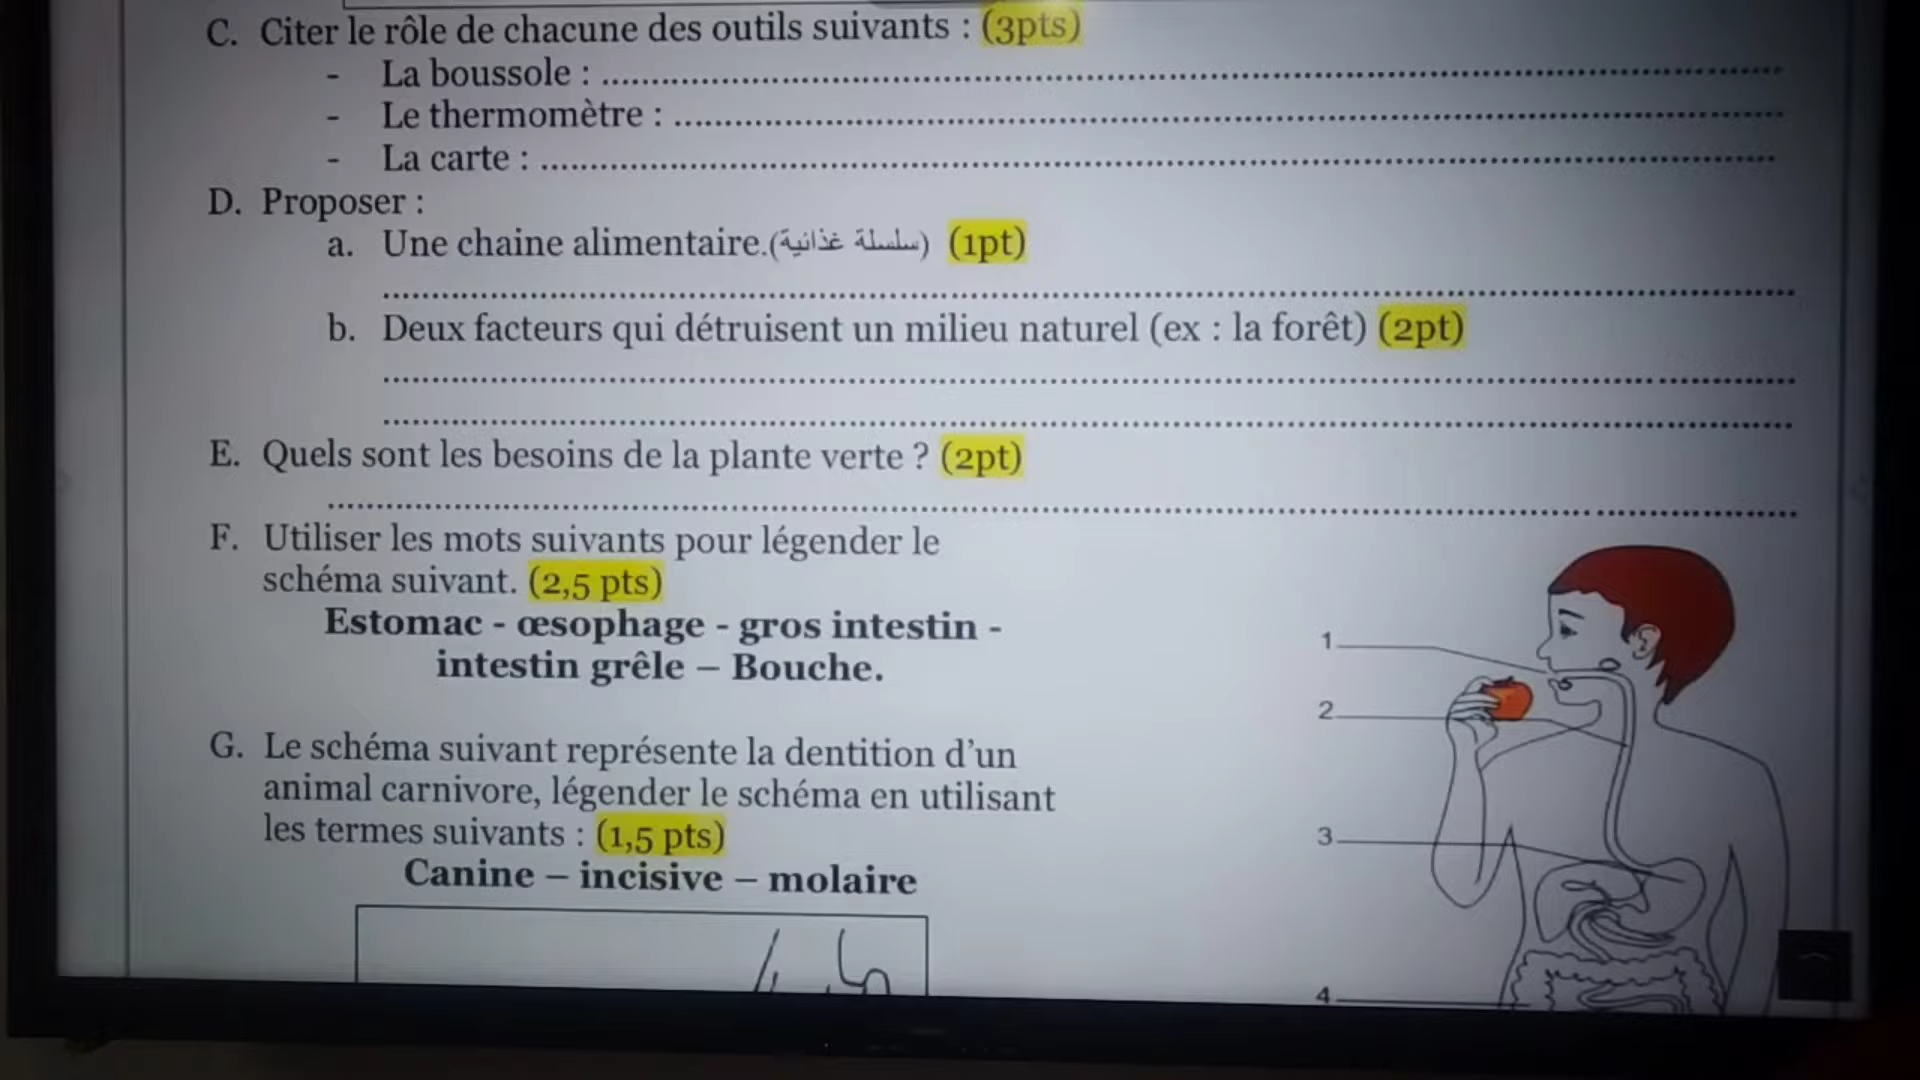 C. Citer le rôle de chacune des outils suivants : (3pts)
- La boussole : ........................................
- Le thermomètre : ........................................
- La carte : ........................................
D. Proposer :
a. Une chaine alimentaire.(سلسلة غذائية) (1pt)
........................................
b. Deux facteurs qui détruisent un milieu naturel (ex : la forêt) (2pt)
........................................
........................................
E. Quels sont les besoins de la plante verte ? (2pt)
........................................
F. Utiliser les mots suivants pour légender le
schéma suivant. (2,5 pts)
Estomac - œsophage - gros intestin -
intestin grêle – Bouche.
G. Le schéma suivant représente la dentition d'un
animal carnivore, légender le schéma en utilisant
les termes suivants : (1,5 pts)
Canine – incisive – molaire
1
2
3
4